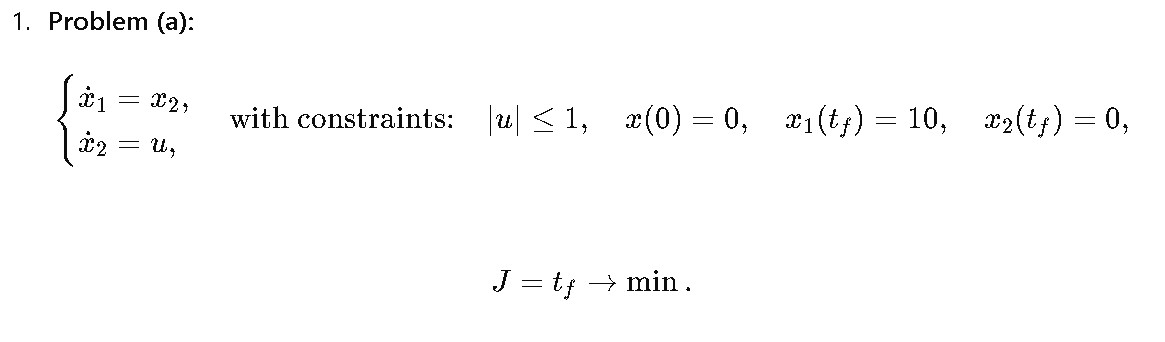 1. Problem (a):
{ ẋ₁ = x₂, ẋ₂ = u, with constraints: |u| ≤ 1, x(0) = 0, x₁(t_f) = 10, x₂(t_f) = 0,
J = t_f → min .